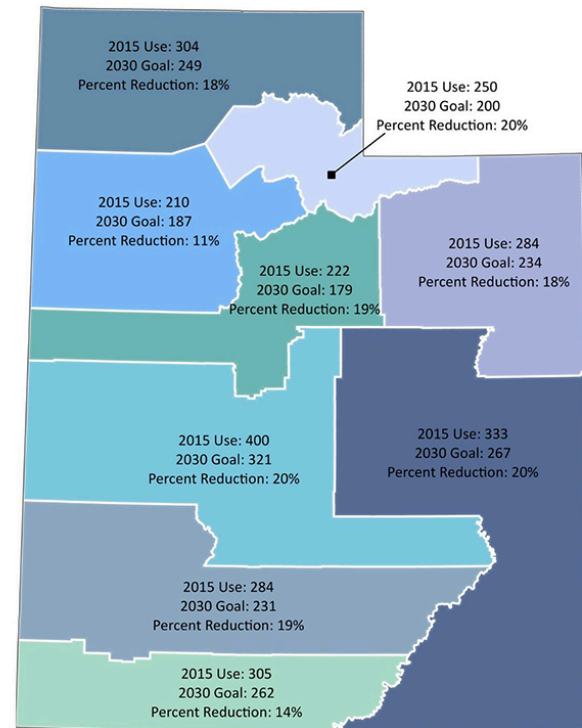 2015 Use: 304
2030 Goal: 249
Percent Reduction: 18%
2015 Use: 250
2030 Goal: 200
Percent Reduction: 20%
2015 Use: 210
2030 Goal: 187
Percent Reduction: 11%
2015 Use: 284
2030 Goal: 234
Percent Reduction: 18%
2015 Use: 222
2030 Goal: 179
Percent Reduction: 19%
2015 Use: 400
2030 Goal: 321
Percent Reduction: 20%
2015 Use: 333
2030 Goal: 267
Percent Reduction: 20%
2015 Use: 284
2030 Goal: 231
Percent Reduction: 19%
2015 Use: 305
2030 Goal: 262
Percent Reduction: 14%